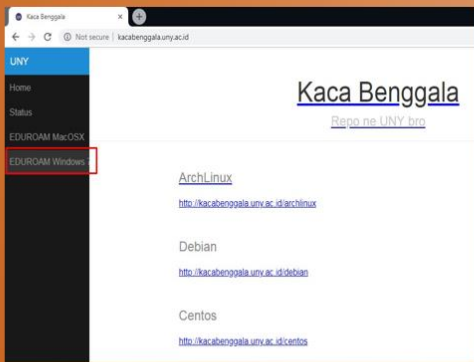 Kaca Benggala
Not secure | kacabenggala.uny.ac.id
UNY
Home
Status
EDUROAM MacOSX
EDUROAM Windows 7
Kaca Benggala
Repo ne UNY bro
ArchLinux
http://kacabenggala.uny.ac.id/archlinux
Debian
http://kacabenggala.uny.ac.id/debian
Centos
http://kacabenggala.uny.ac.id/centos